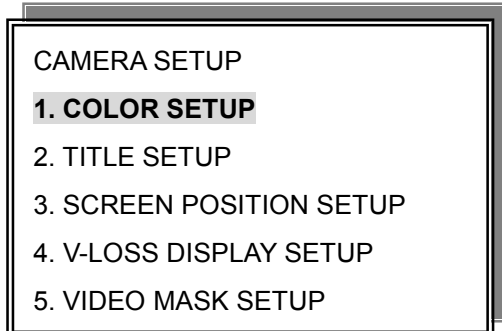 CAMERA SETUP
1. COLOR SETUP
2. TITLE SETUP
3. SCREEN POSITION SETUP
4. V-LOSS DISPLAY SETUP
5. VIDEO MASK SETUP